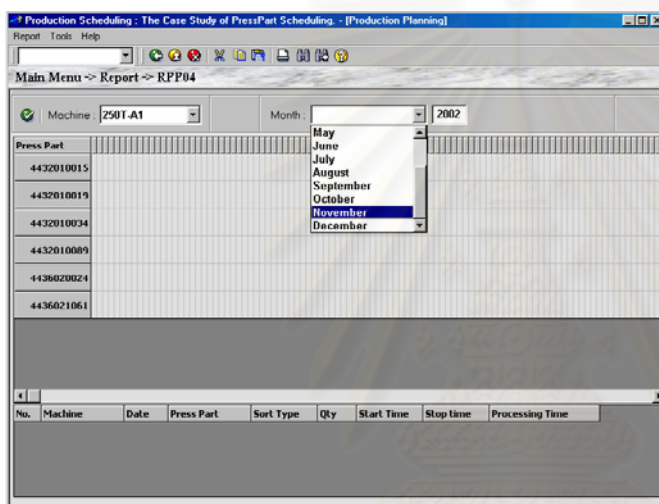 Production Scheduling : The Case Study of PressPart Scheduling. - [Production Planning]
Report Tools Help
Main Menu -> Report -> RPP04
Machine : 250T-A1 Month : 2002
May
June
July
August
September
October
November
December
Press Part
4432010015
4432010019
4432010034
4432010089
4436020024
4436021061
No. Machine Date Press Part Sort Type Qty Start Time Stop time Processing Time